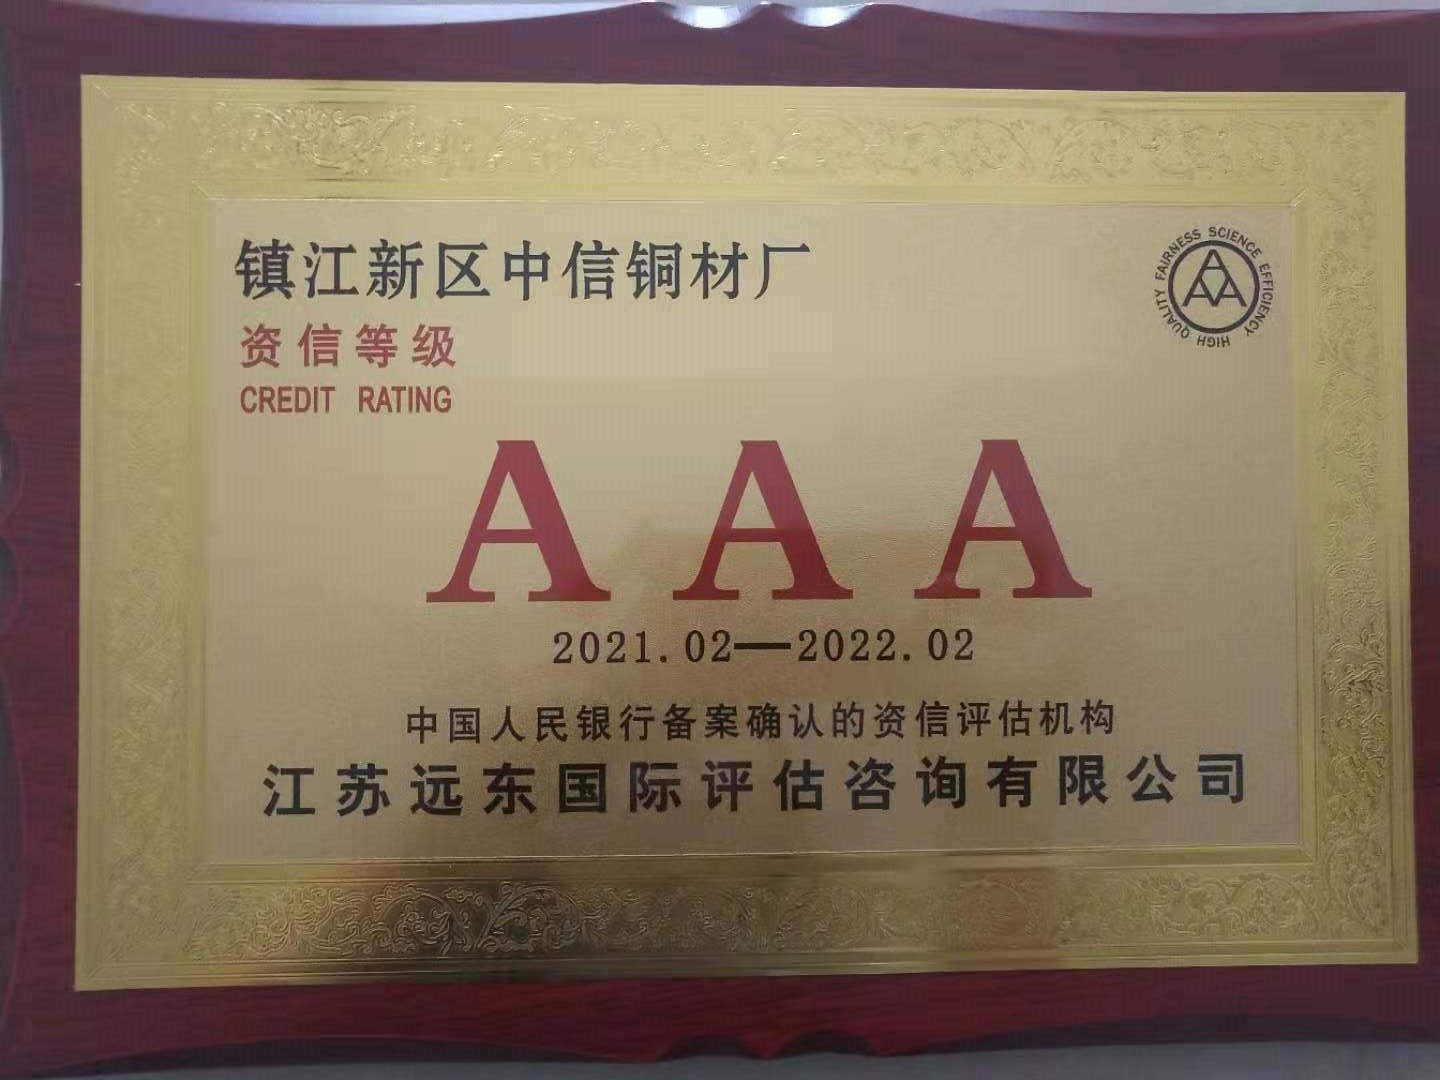 镇江新区中信铜材厂
HIGH QUALITY FAIRNESS SCIENCE EFFICIENCY
AAA
资信等级
CREDIT RATING
AAA
2021.02—2022.02
中国人民银行备案确认的资信评估机构
江苏远东国际评估咨询有限公司